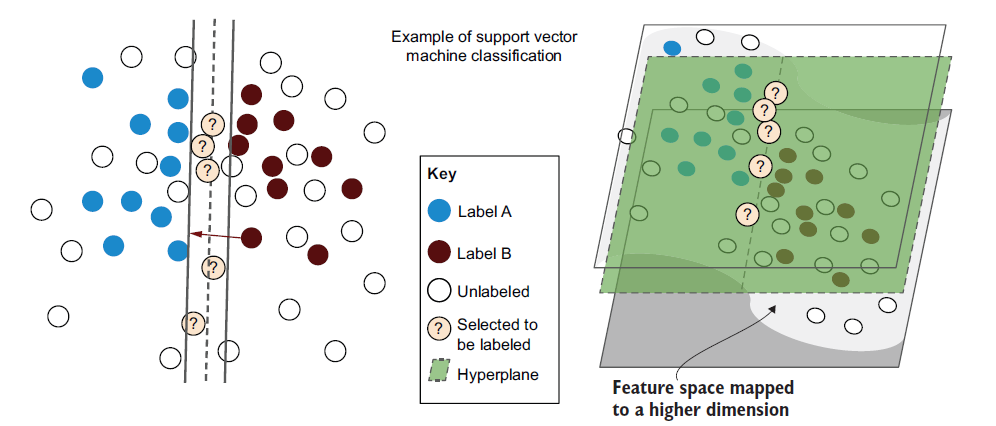 Example of support vector
machine classification
?
?
?
?
?
Key
Label A
Label B
Unlabeled
?
Selected to
be labeled
Hyperplane
?
?
?
?
?
Feature space mapped
to a higher dimension